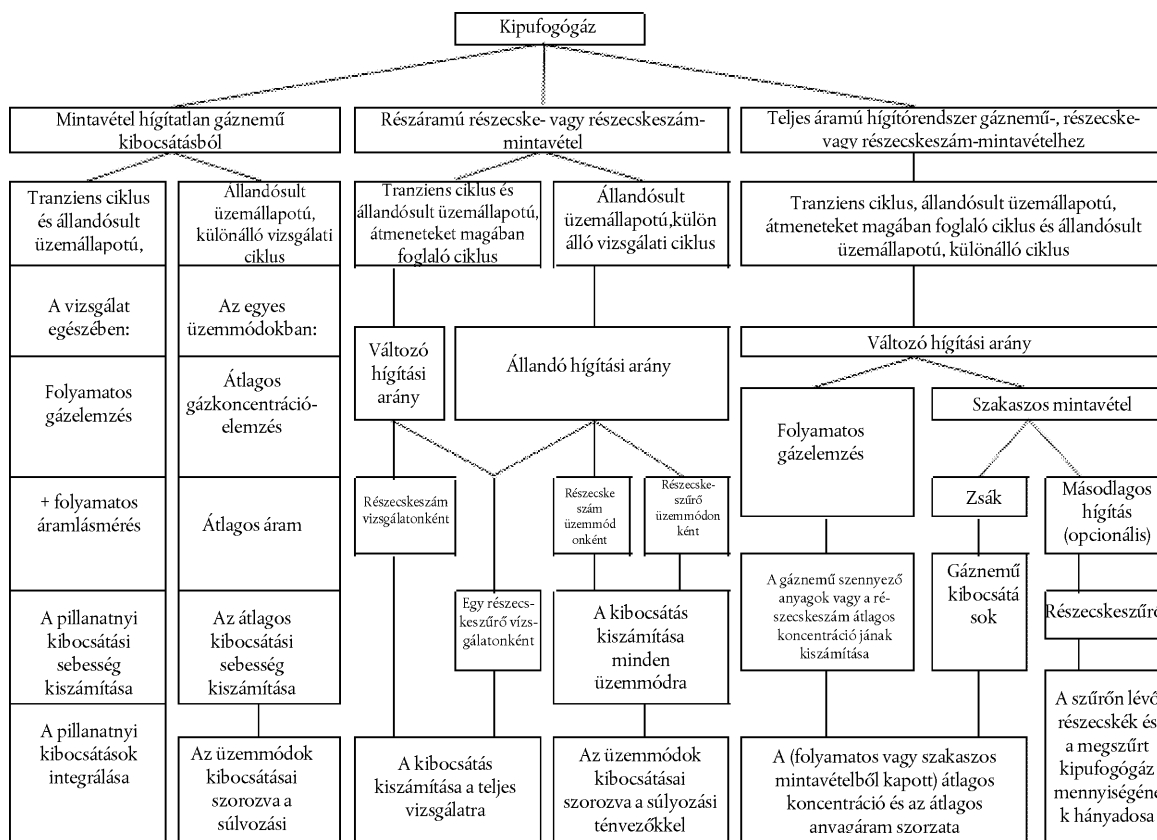 Kipufogógáz
Mintavétel hígítatlan gáznemű
kibocsátásból
Részáramú részecske- vagy részecskeszám-
mintavétel
Teljes áramú hígítórendszer gáznemű-, részecske-
vagy részecskeszám-mintavételhez
Tranziens ciklus
és állandósult
üzemállapotú,
Állandósult
üzemállapotú,
különálló vizsgálati
ciklus
Tranziens ciklus és
állandósult üzemállapotú,
átmeneteket magában
foglaló ciklus
Állandósult
üzemállapotú,külön
álló vizsgálati ciklus
Tranziens ciklus, állandósult üzemállapotú,
átmeneteket magában foglaló ciklus és állandósult
üzemállapotú, különálló ciklus
A vizsgálat
egészében:
Az egyes
üzemmódokban:
Változó
hígítási
arány
Állandó hígítási arány
Változó hígítási arány
Folyamatos
gázelemzés
Átlagos
gázkoncentráció-
elemzés
Folyamatos
gázelemzés
Szakaszos mintavétel
+ folyamatos
áramlásmérés
Átlagos áram
Részecskeszám
vizsgálatonként
Részecske
szám
üzemmód
onként
Részecske-
szűrő
üzemmódon
ként
Zsák
Másodlagos
hígítás
(opcionális)
A pillanatnyi
kibocsátási
sebesség
kiszámítása
Az átlagos
kibocsátási
sebesség
kiszámítása
Egy részecs-
keszűrő vízs-
gálatonként
A kibocsátás
kiszámítása
minden
üzemmódra
A gáznemű szennyező
anyagok vagy a ré-
szecskeszám átlagos
koncentráció jának
kiszámítása
Gáznemű
kibocsátá
sok
Részecskeszűrő
A pillanatnyi
kibocsátások
integrálása
Az üzemmódok
kibocsátásai
szorozva a
súlvozási
A kibocsátás
kiszámítása a teljes
vizsgálatra
Az üzemmódok
kibocsátásai
szorozva a súlyozási
ténvezőkkel
A (folyamatos vagy szakaszos
mintavételből kapott) átlagos
koncentráció és az átlagos
anvagáram szorzata
A szűrőn lévő
részecskék és
a megszűrt
kipufogógáz
mennyiségéne
k hányadosa